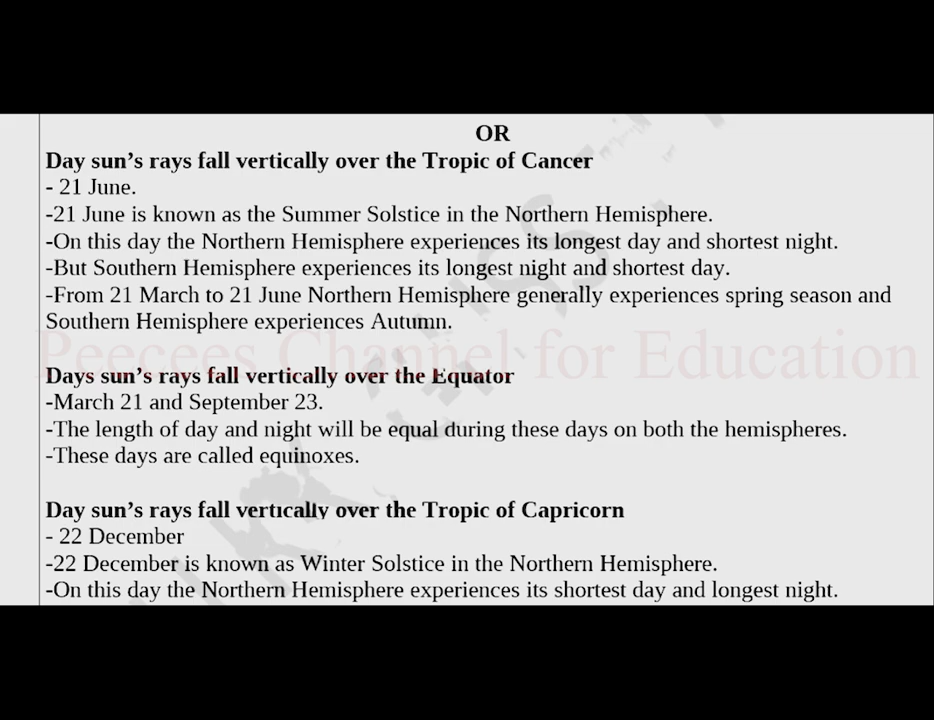 OR
Day sun’s rays fall vertically over the Tropic of Cancer
- 21 June.
-21 June is known as the Summer Solstice in the Northern Hemisphere.
-On this day the Northern Hemisphere experiences its longest day and shortest night.
-But Southern Hemisphere experiences its longest night and shortest day.
-From 21 March to 21 June Northern Hemisphere generally experiences spring season and
Southern Hemisphere experiences Autumn.
Peecees Channel for Education
Days sun’s rays fall vertically over the Equator
-March 21 and September 23.
-The length of day and night will be equal during these days on both the hemispheres.
-These days are called equinoxes.
Day sun’s rays fall vertically over the Tropic of Capricorn
- 22 December
-22 December is known as Winter Solstice in the Northern Hemisphere.
-On this day the Northern Hemisphere experiences its shortest day and longest night.